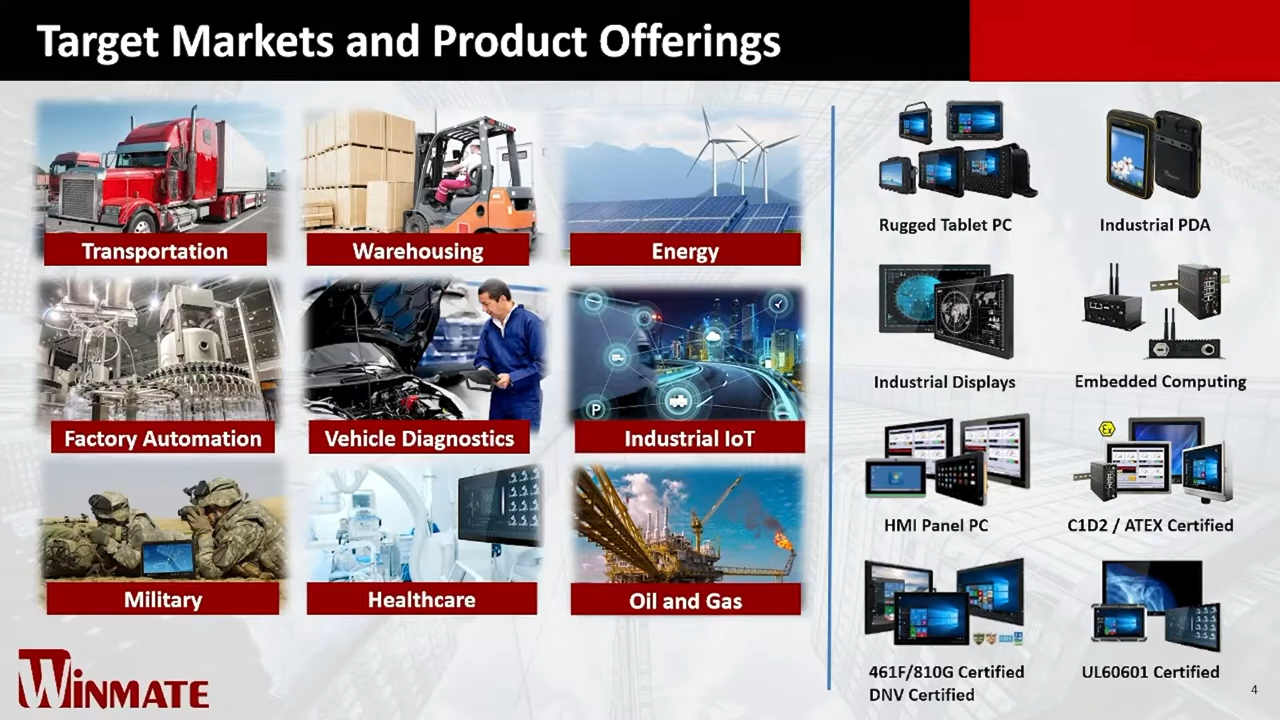 Target Markets and Product Offerings
Transportation
Warehousing
Energy
Factory Automation
Vehicle Diagnostics
Industrial IoT
P
Military
Healthcare
Oil and Gas
Rugged Tablet PC
Industrial PDA
Industrial Displays
Embedded Computing
HMI Panel PC
Ex
C1D2 / ATEX Certified
461F/810G Certified
DNV Certified
UL60601 Certified
WINMATE
4